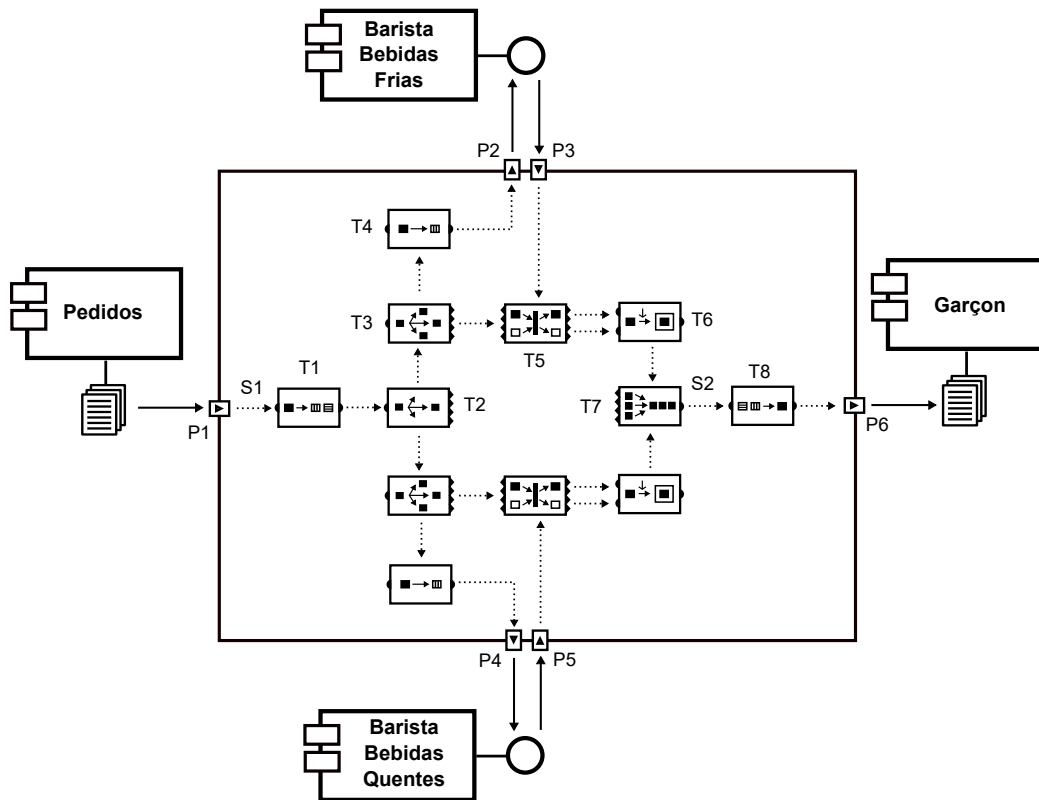 Barista
Bebidas
Frias
P2
P3
T4
Pedidos
Garçon
T3
T5
T6
S1
T1
T2
T7
S2
T8
P1
P6
P4
P5
Barista
Bebidas
Quentes